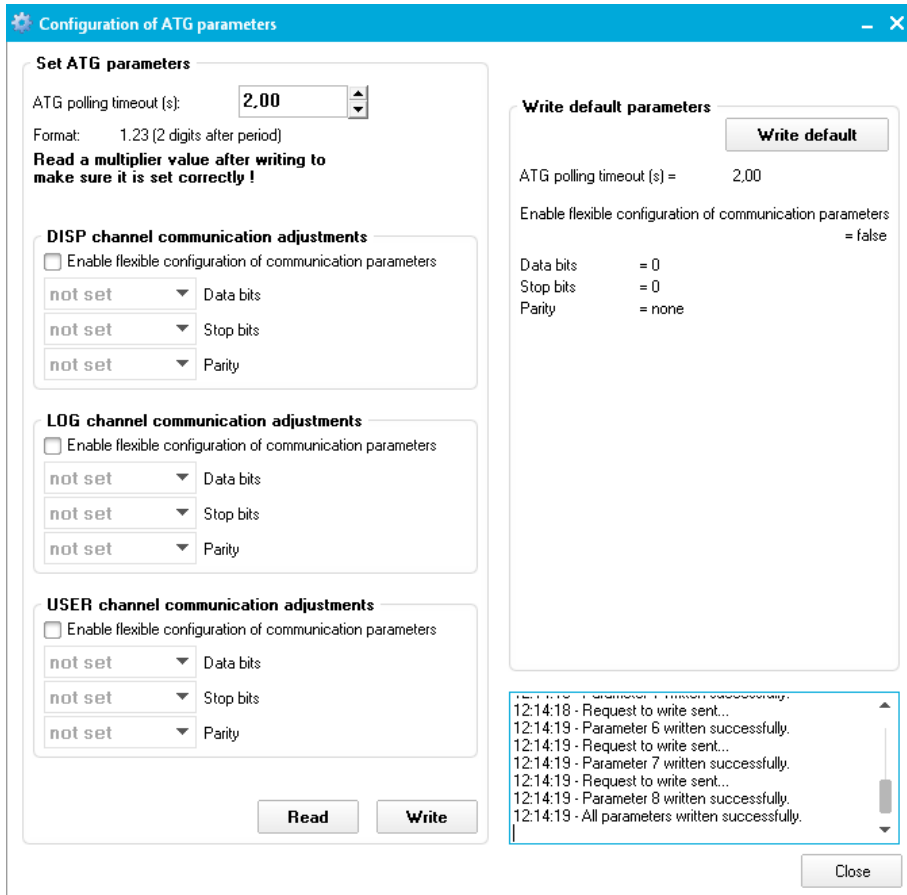 Configuration of ATG parameters
Set ATG parameters
ATG polling timeout (s): 2,00
Format: 1.23 (2 digits after period)
Read a multiplier value after writing to
make sure it is set correctly !
DISP channel communication adjustments
Enable flexible configuration of communication parameters
not set Data bits
not set Stop bits
not set Parity
LOG channel communication adjustments
Enable flexible configuration of communication parameters
not set Data bits
not set Stop bits
not set Parity
USER channel communication adjustments
Enable flexible configuration of communication parameters
not set Data bits
not set Stop bits
not set Parity
Read Write
Write default parameters
Write default
ATG polling timeout (s) = 2,00
Enable flexible configuration of communication parameters
= false
Data bits = 0
Stop bits = 0
Parity = none
12:14:18 - Request to write sent...
12:14:19 - Parameter 6 written successfully.
12:14:19 - Request to write sent...
12:14:19 - Parameter 7 written successfully.
12:14:19 - Request to write sent...
12:14:19 - Parameter 8 written successfully.
12:14:19 - All parameters written successfully.
Close